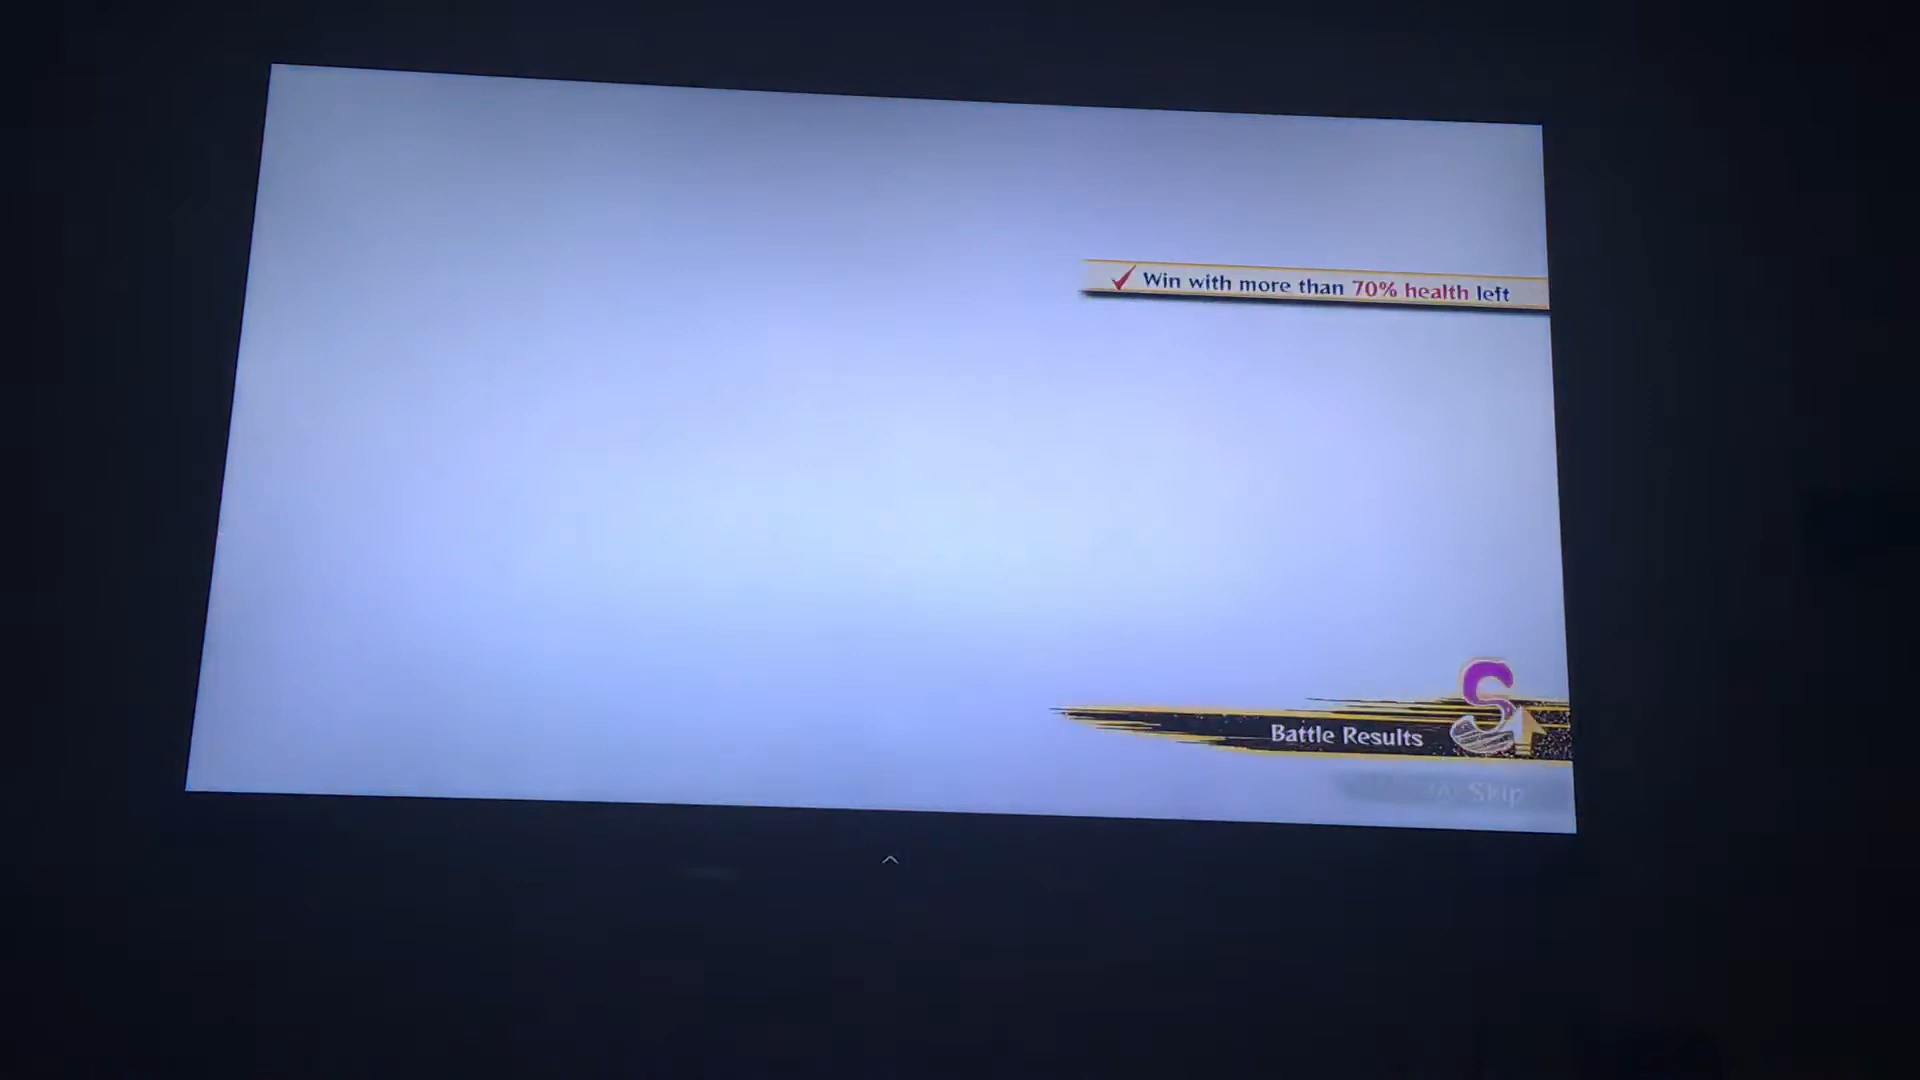 Win with more than 70% health left
S
Battle Results
Skip